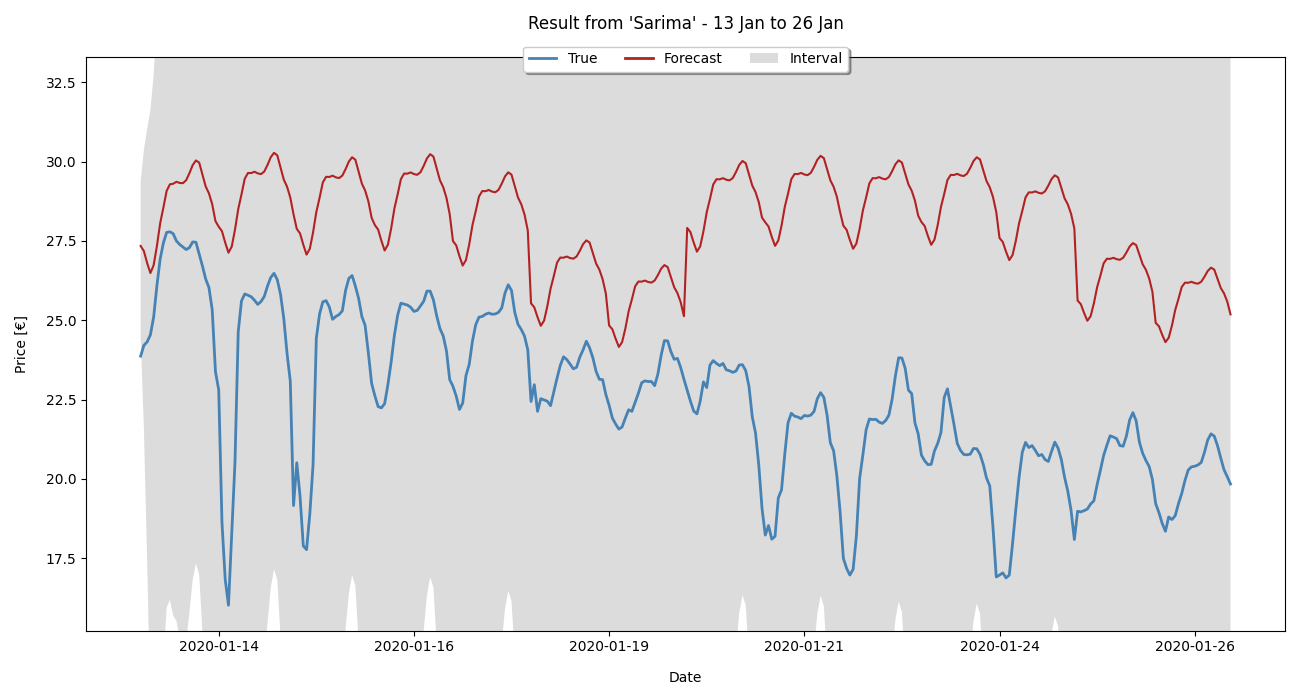 Result from 'Sarima' - 13 Jan to 26 Jan
True Forecast Interval
32.5
30.0
27.5
25.0
22.5
20.0
17.5
Price [€]
2020-01-14 2020-01-16 2020-01-19 2020-01-21 2020-01-24 2020-01-26
Date